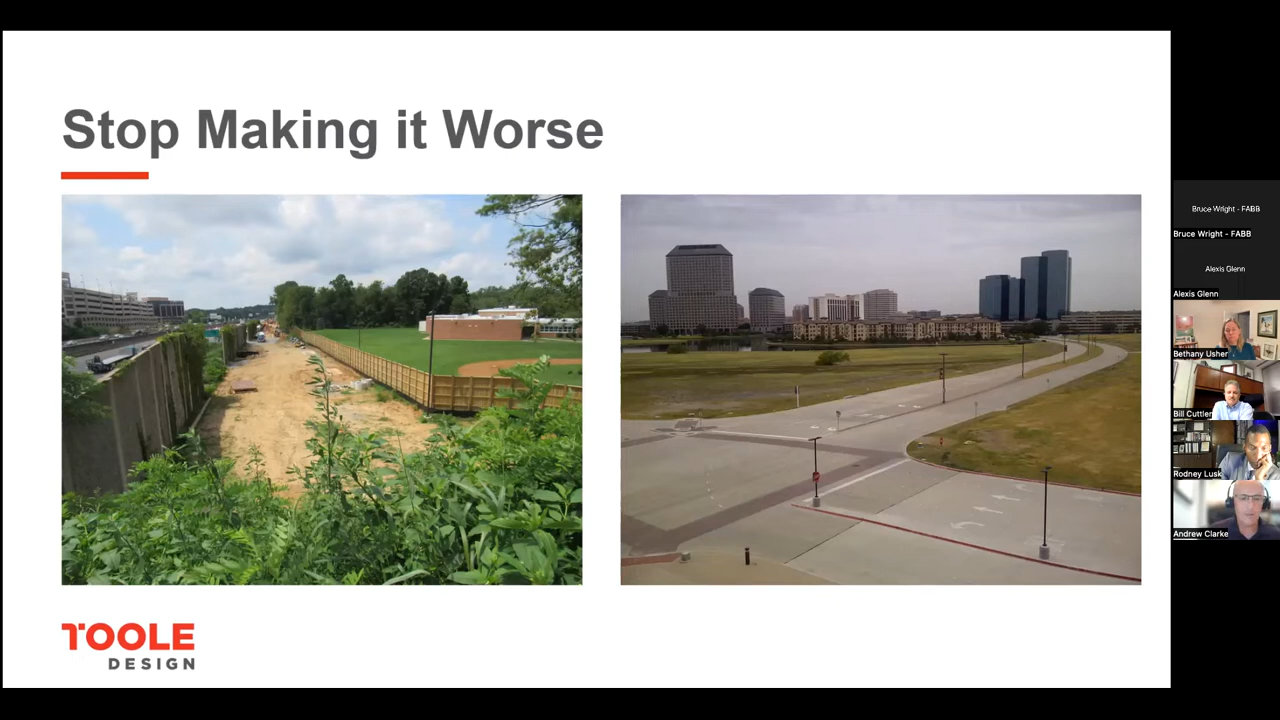 Stop Making it Worse
TOOLE
DESIGN
Bruce Wright - FABB
Bruce Wright - FABB
Alexis Glenn
Alexis Glenn
Bethany Usher
Bill Cuttler
Rodney Lusk
Andrew Clarke